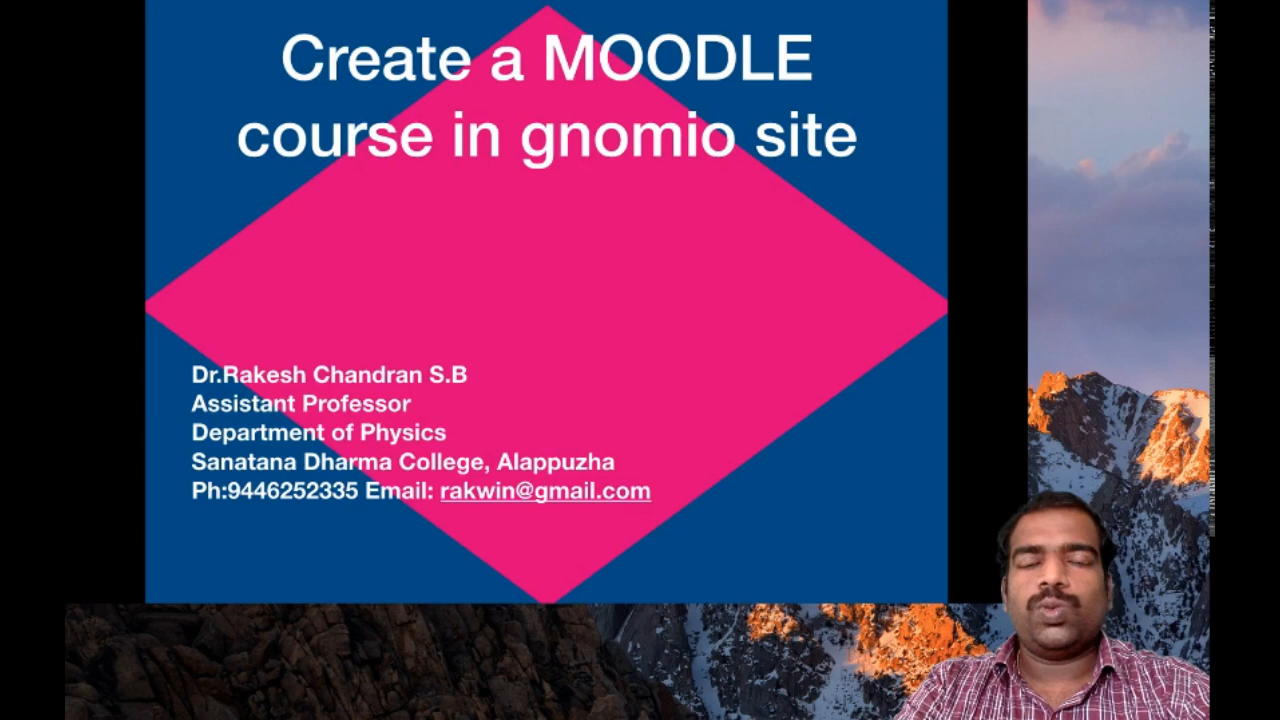 Create a MOODLE
course in gnomio site
Dr.Rakesh Chandran S.B
Assistant Professor
Department of Physics
Sanatana Dharma College, Alappuzha
Ph:9446252335 Email: rakwin@gmail.com